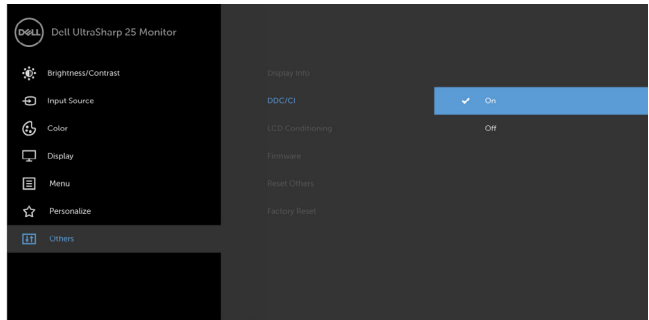 DELL Dell UltraSharp 25 Monitor
Brightness/Contrast
Input Source
Color
Display
Menu
Personalize
Others
Display Info
DDC/CI
LCD Conditioning
Firmware
Reset Others
Factory Reset
On
Off